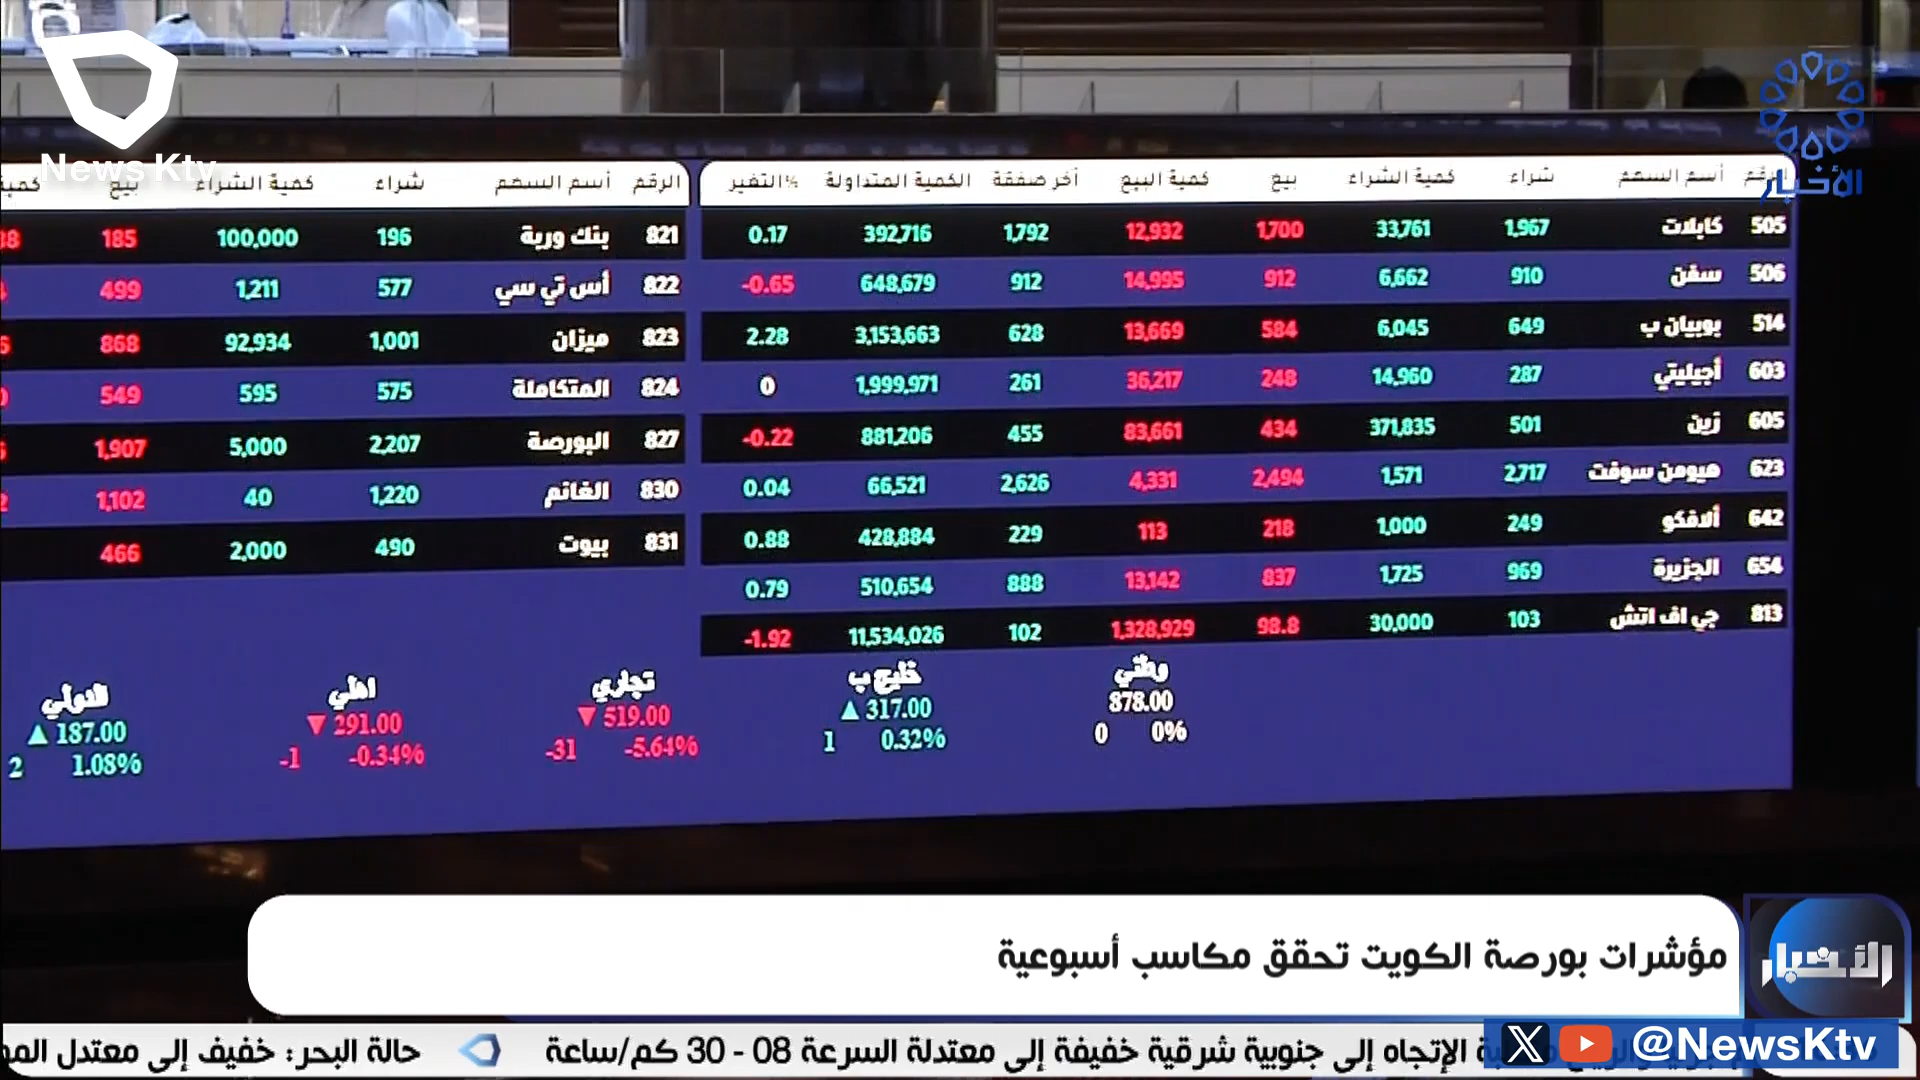 News Ktv
الأخبار
الرقم أسم السهم شراء كمية الشراء بيع كمية البيع آخر صفقة الكمية المتداولة التغير%
505 كابلات 1,967 33,761 1,700 12,932 1,792 392,716 0.17
506 سفن 910 6,662 912 14,995 912 648,679 -0.65
514 بوبيان ب 649 6,045 584 13,669 628 3,153,663 2.28
603 أجيليتي 287 14,960 248 36,217 261 1,999,971 0
605 زين 501 371,835 434 83,661 455 881,206 -0.22
623 هيومن سوفت 2,717 1,571 2,494 4,331 2,626 66,521 0.04
642 ألافكو 249 1,000 218 113 229 428,884 0.88
654 الجزيرة 969 1,725 837 13,142 888 510,654 0.79
813 جي اف اتش 103 30,000 98.8 1,328,929 102 11,534,026 -1.92
الرقم أسم السهم شراء كمية الشراء بيع
821 بنك وربة 196 100,000 185
822 أس تي سي 577 1,211 499
823 ميزان 1,001 92,934 868
824 المتكاملة 575 595 549
827 البورصة 2,207 5,000 1,907
830 الغانم 1,220 40 1,102
831 بيوت 490 2,000 466
وطني خليج ب تجاري اهلي الدولي
878.00 ▲ 317.00 ▼ 519.00 ▼ 291.00 ▲ 187.00
0 0% 1 0.32% -31 -5.64% -1 -0.34% 2 1.08%
مؤشرات بورصة الكويت تحقق مكاسب أسبوعية
الأخبار
الإتجاه إلى جنوبية شرقية خفيفة إلى معتدلة السرعة 08 - 30 كم/ساعة حالة البحر: خفيف إلى معتدل
@NewsKtv